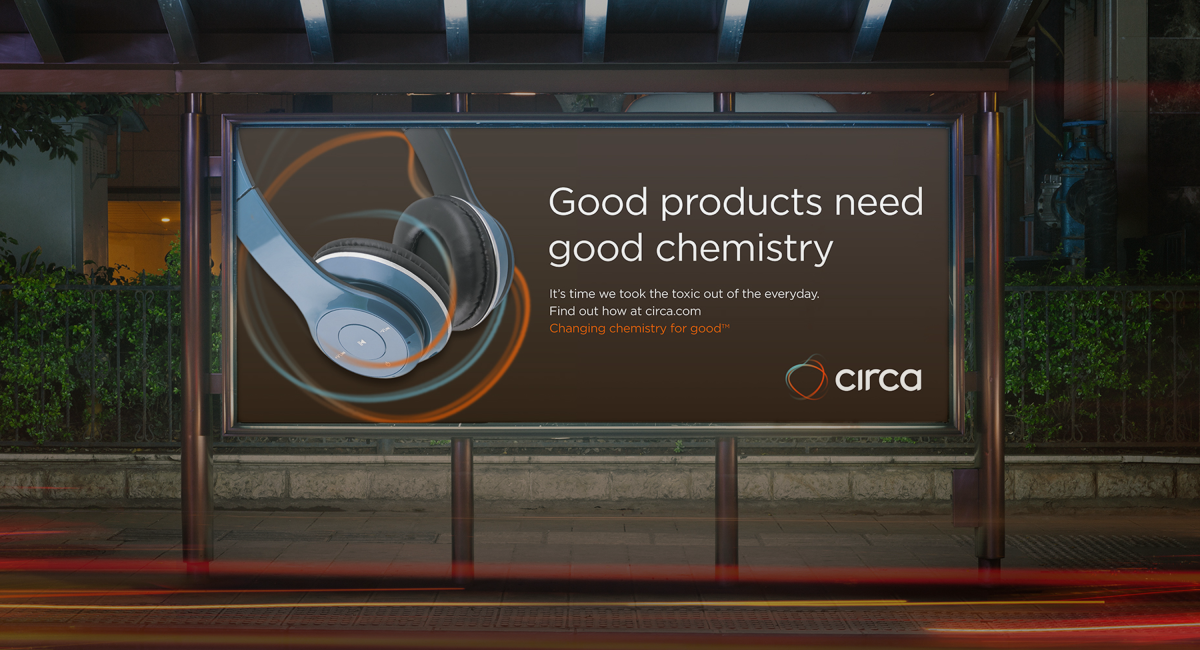 Good products need
good chemistry
It's time we took the toxic out of the everyday.
Find out how at circa.com
Changing chemistry for good™
circa